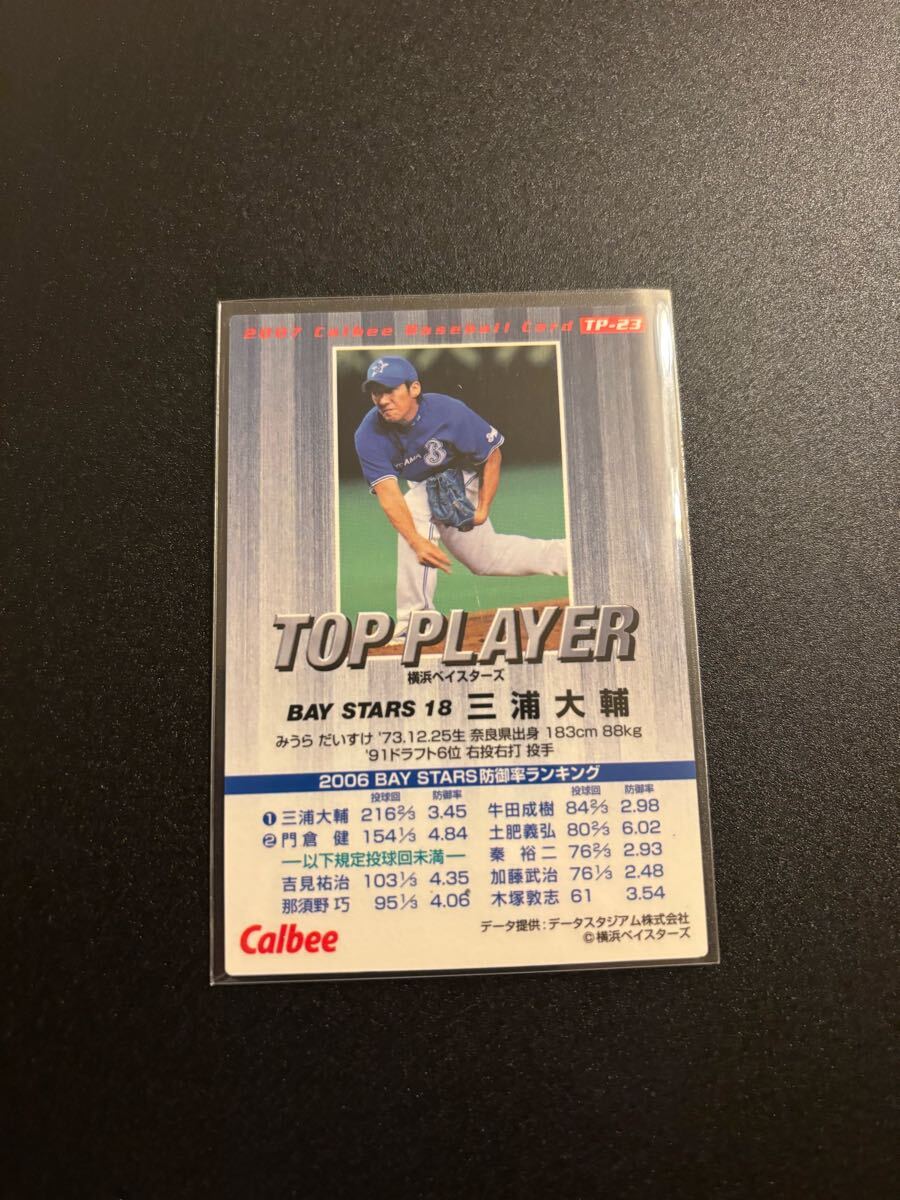 2007 Calbee Baseball Card TP-23
B
TOP PLAYER
横浜ベイスターズ
BAY STARS 18 三浦大輔
みうら だいすけ '73.12.25生 奈良県出身 183cm 88kg
'91ドラフト6位 右投右打 投手
2006 BAY STARS防御率ランキング
投球回 防御率
❶三浦大輔 216⅔ 3.45
❷門倉 健 154⅓ 4.84
―以下規定投球回未満―
吉見祐治 103⅓ 4.35
那須野 巧 95⅓ 4.06
投球回 防御率
牛田成樹 84⅔ 2.98
土肥義弘 80⅔ 6.02
秦 裕二 76⅔ 2.93
加藤武治 76⅓ 2.48
木塚敦志 61 3.54
Calbee
データ提供：データスタジアム株式会社
©横浜ベイスターズ